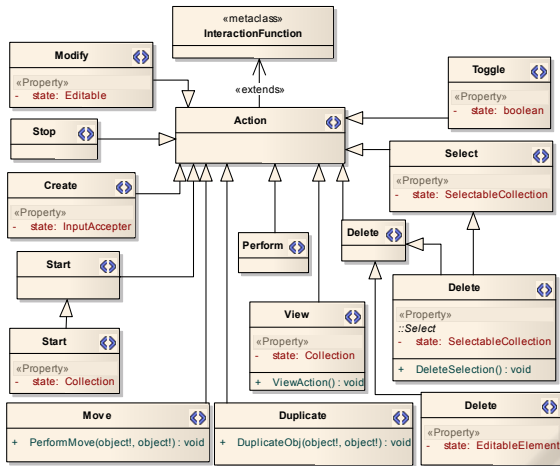 «metaclass»
InteractionFunction
«extends»
Modify
«Property»
- state: Editable
Toggle
«Property»
- state: boolean
Action
Stop
Select
«Property»
- state: SelectableCollection
Create
«Property»
- state: InputAccepter
Start
Perform
Delete
Start
«Property»
- state: Collection
View
«Property»
- state: Collection
+ ViewAction() : void
Delete
«Property»
::Select
- state: SelectableCollection
+ DeleteSelection() : void
Move
+ PerformMove(object!, object!) : void
Duplicate
+ DuplicateObj(object!, object!) : void
Delete
«Property»
- state: EditableElement